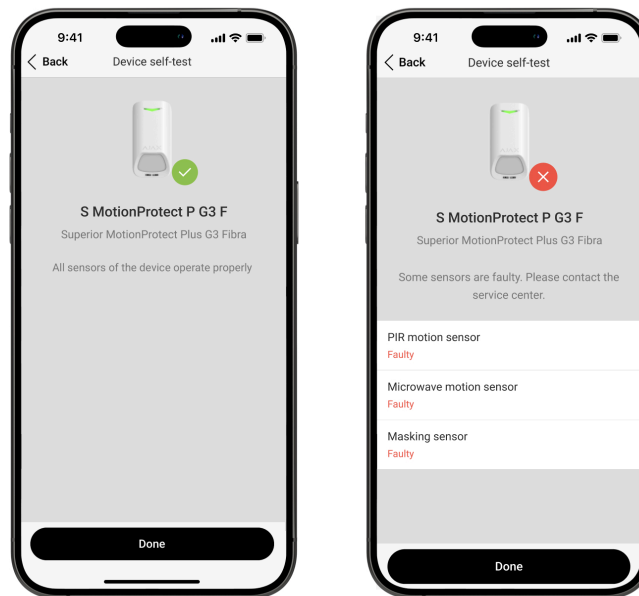 9:41
Back
Device self-test
S MotionProtect P G3 F
Superior MotionProtect Plus G3 Fibra
All sensors of the device operate properly
Done
9:41
Back
Device self-test
S MotionProtect P G3 F
Superior MotionProtect Plus G3 Fibra
Some sensors are faulty. Please contact the
service center.
PIR motion sensor
Faulty
Microwave motion sensor
Faulty
Masking sensor
Faulty
Done